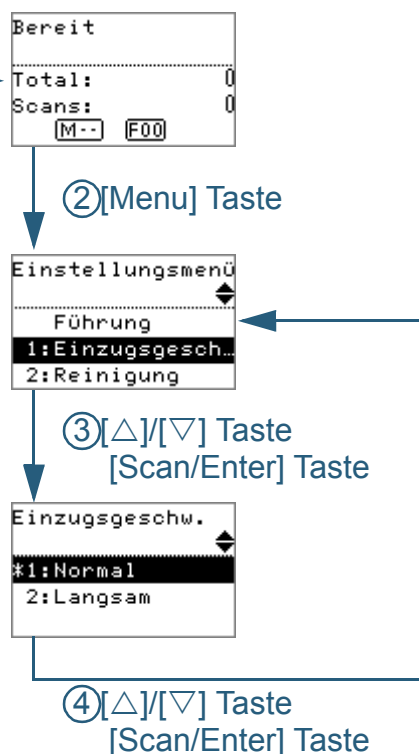 Bereit
Total: 0
Scans: 0
M-- F00
②[Menu] Taste
Einstellungsmenü
Führung
1:Einzugsgesch…
2:Reinigung
③[△]/[▽] Taste
[Scan/Enter] Taste
Einzugsgeschw.
*1:Normal
2:Langsam
④[△]/[▽] Taste
[Scan/Enter] Taste